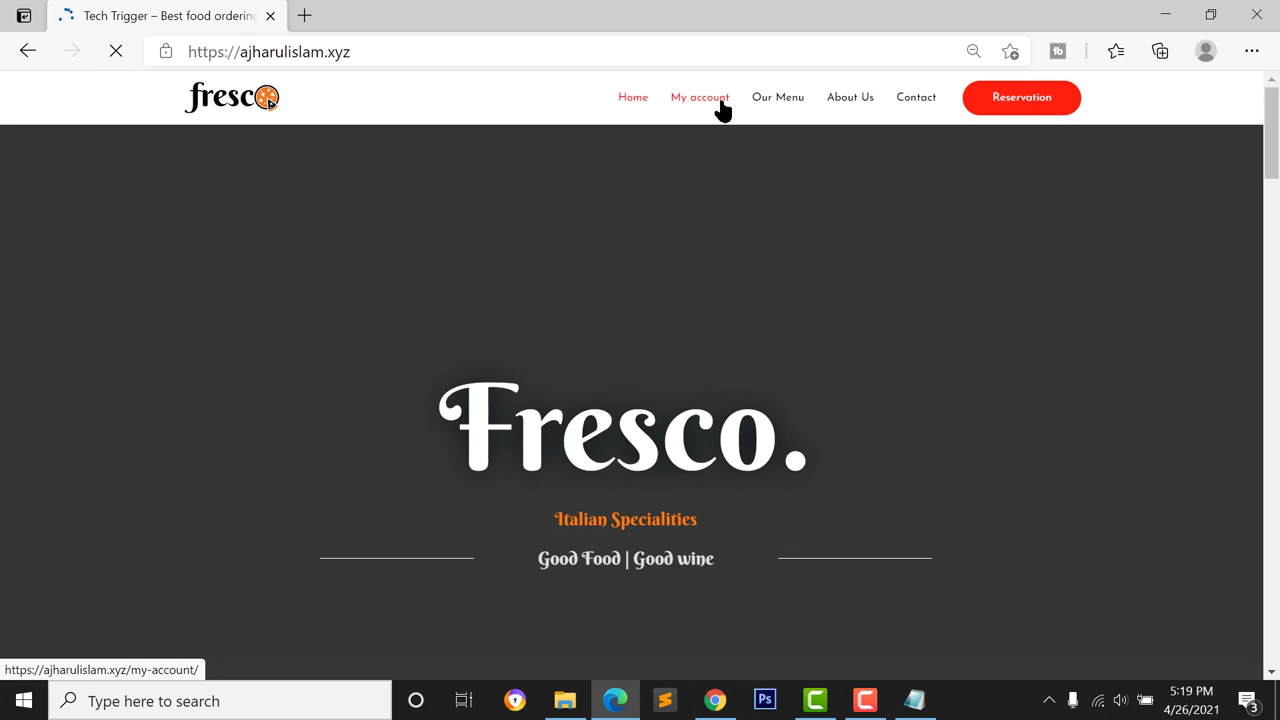 Tech Trigger – Best food ordering
https://ajharulislam.xyz
fresco
Home My account Our Menu About Us Contact Reservation
Fresco.
Italian Specialities
Good Food | Good wine
https://ajharulislam.xyz/my-account/
Type here to search
5:19 PM
4/26/2021
3